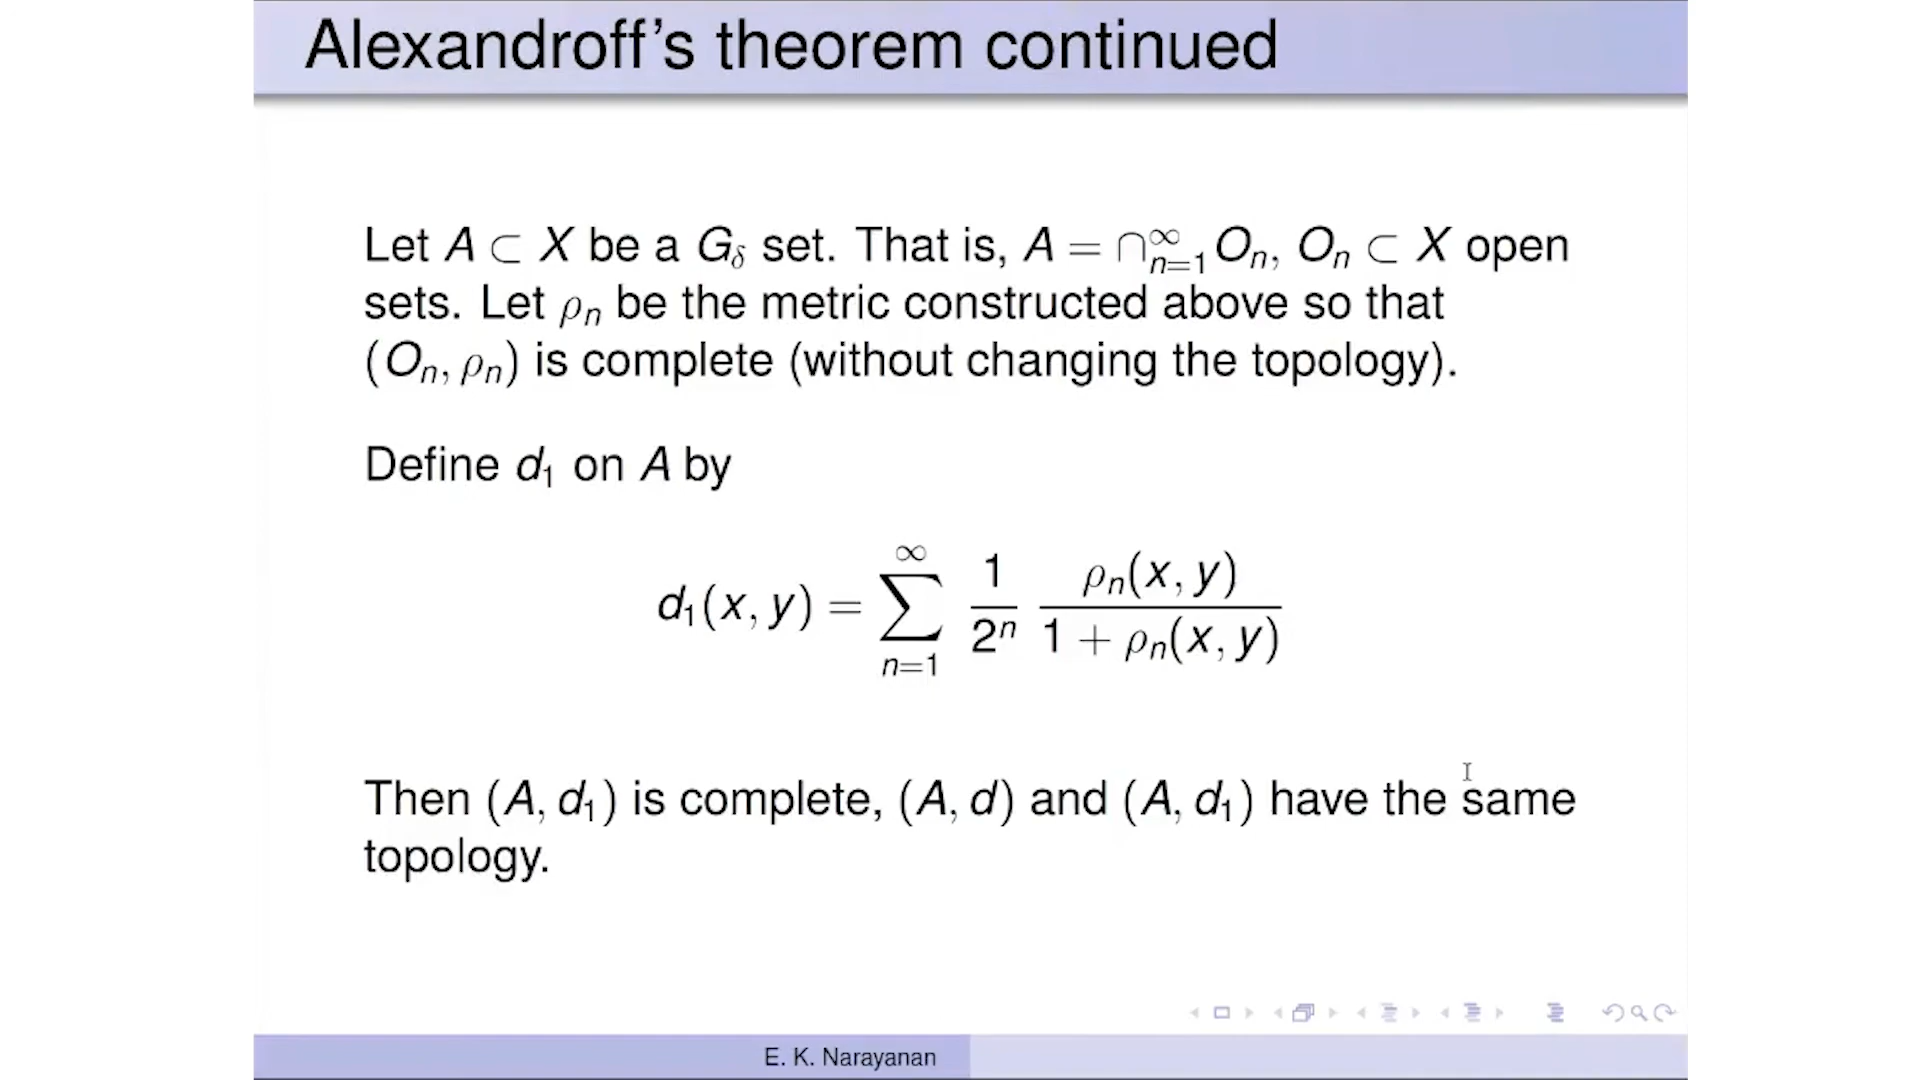 Alexandroff's theorem continued
Let A ⊂ X be a G_δ set. That is, A = ∩_{n=1}^∞ O_n, O_n ⊂ X open
sets. Let ρ_n be the metric constructed above so that
(O_n, ρ_n) is complete (without changing the topology).
Define d_1 on A by
d_1(x, y) = ∑_{n=1}^∞ \frac{1}{2^n} \frac{ρ_n(x, y)}{1 + ρ_n(x, y)}
Then (A, d_1) is complete, (A, d) and (A, d_1) have the same
topology.
E. K. Narayanan